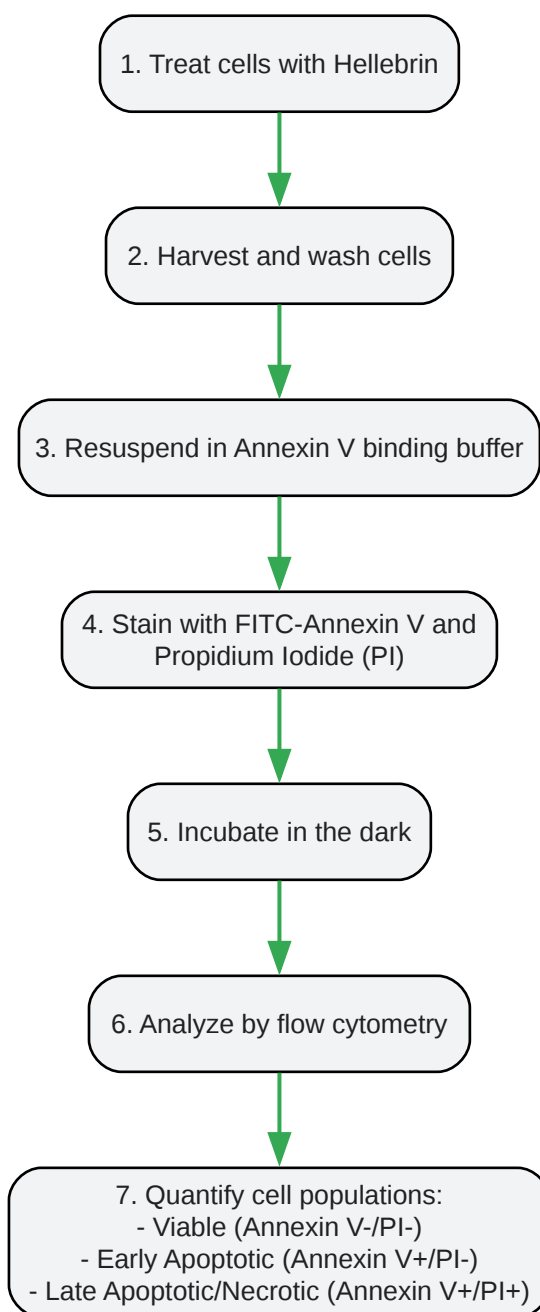 1. Treat cells with Hellebrin
2. Harvest and wash cells
3. Resuspend in Annexin V binding buffer
4. Stain with FITC-Annexin V and
Propidium Iodide (PI)
5. Incubate in the dark
6. Analyze by flow cytometry
7. Quantify cell populations:
- Viable (Annexin V-/PI-)
- Early Apoptotic (Annexin V+/PI-)
- Late Apoptotic/Necrotic (Annexin V+/PI+)